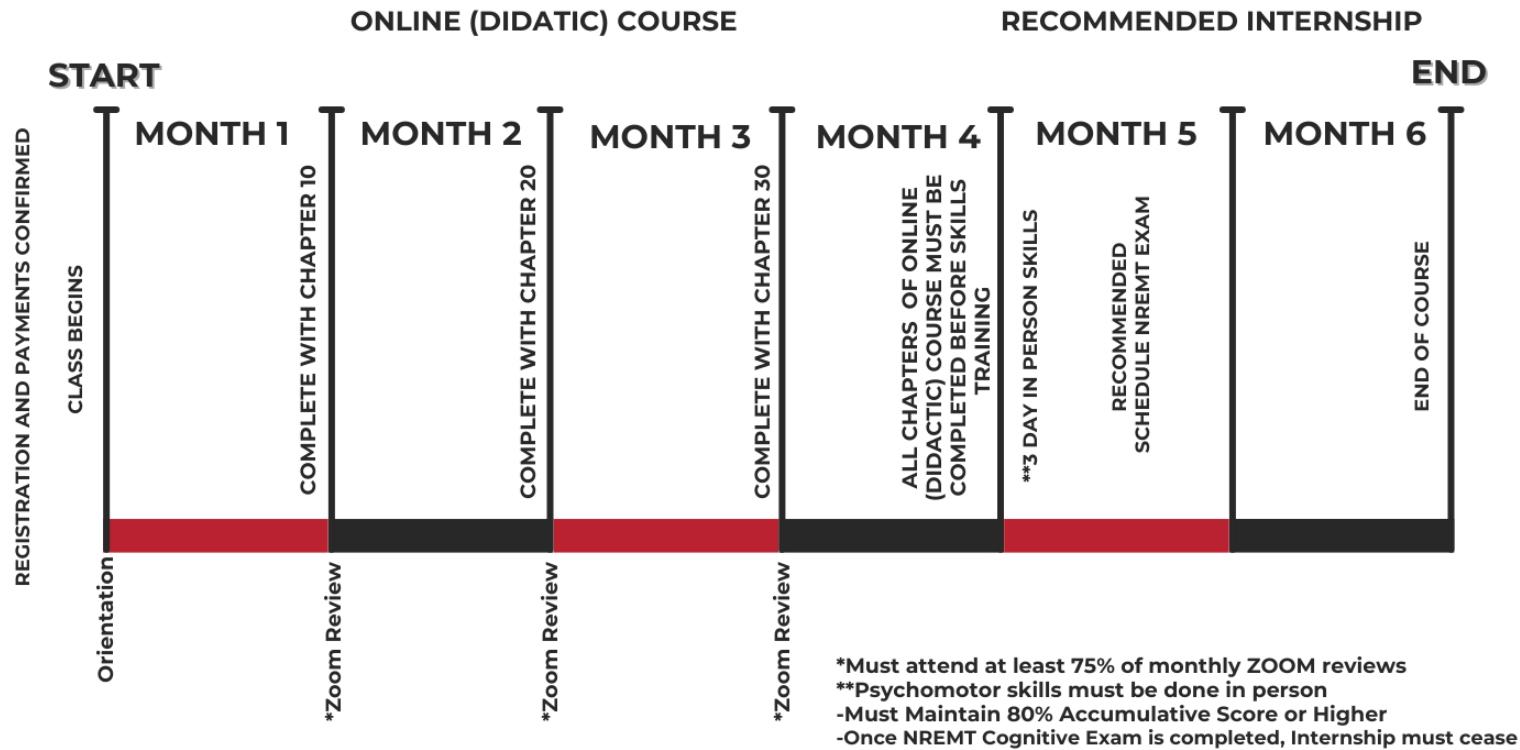 ONLINE (DIDATIC) COURSE
RECOMMENDED INTERNSHIP
START
END
MONTH 1
MONTH 2
MONTH 3
MONTH 4
MONTH 5
MONTH 6
REGISTRATION AND PAYMENTS CONFIRMED
CLASS BEGINS
COMPLETE WITH CHAPTER 10
COMPLETE WITH CHAPTER 20
COMPLETE WITH CHAPTER 30
ALL CHAPTERS OF ONLINE
(DIDACTIC) COURSE MUST BE
COMPLETED BEFORE SKILLS
TRAINING
**3 DAY IN PERSON SKILLS
RECOMMENDED
SCHEDULE NREMT EXAM
END OF COURSE
Orientation
*Zoom Review
*Zoom Review
*Zoom Review
*Must attend at least 75% of monthly ZOOM reviews
**Psychomotor skills must be done in person
-Must Maintain 80% Accumulative Score or Higher
-Once NREMT Cognitive Exam is completed, Internship must cease